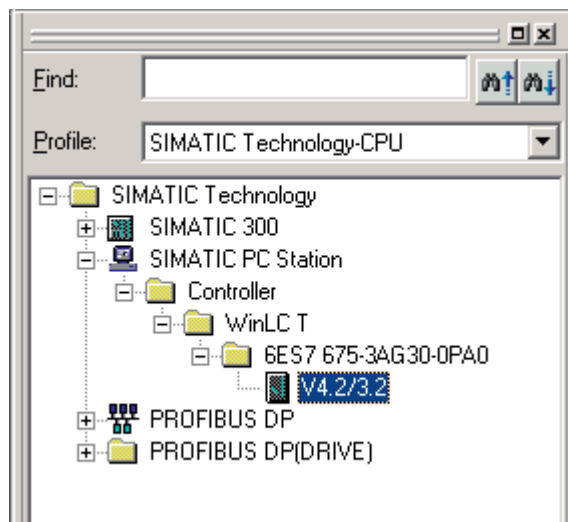 Find:
Profile: SIMATIC Technology-CPU
SIMATIC Technology
SIMATIC 300
SIMATIC PC Station
Controller
WinLC T
6ES7 675-3AG30-0PA0
V4.2/3.2
PROFIBUS DP
PROFIBUS DP(DRIVE)